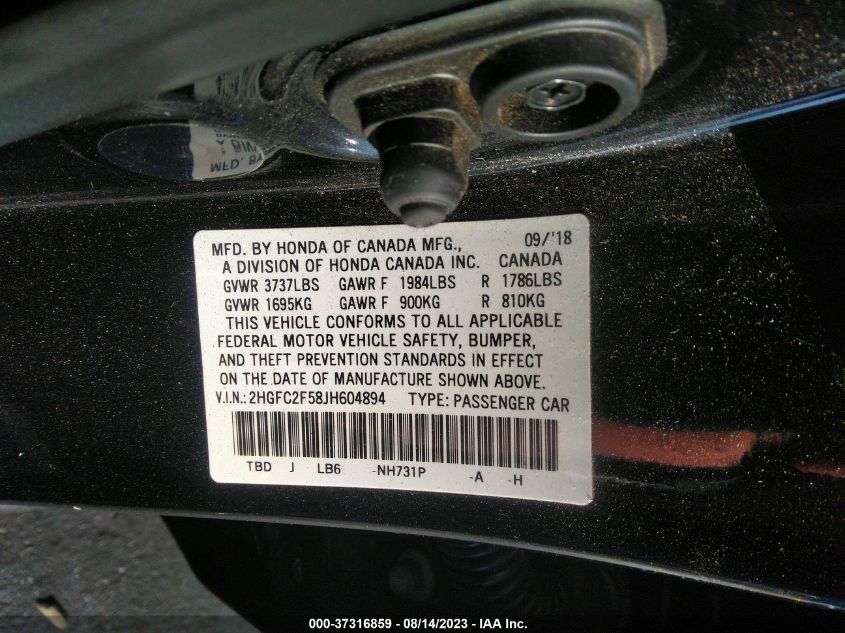 MFD. BY
A DIVI
MFD. BY HONDA OF CANADA MFG., 09/'18
A DIVISION OF HONDA CANADA INC. CANADA
GVWR 3737LBS GAWR F 1984LBS R 1786LBS
GVWR 1695KG GAWR F 900KG R 810KG
THIS VEHICLE CONFORMS TO ALL APPLICABLE
FEDERAL MOTOR VEHICLE SAFETY, BUMPER,
AND THEFT PREVENTION STANDARDS IN EFFECT
ON THE DATE OF MANUFACTURE SHOWN ABOVE.
V.I.N.: 2HGFC2F58JH604894 TYPE: PASSENGER CAR
TBD J LB6 -NH731P -A -H
000-37316859 - 08/14/2023 - IAA Inc.